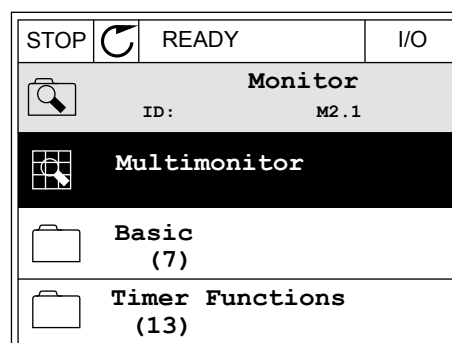 STOP READY I/O
Monitor
ID: M2.1
Multimonitor
Basic
(7)
Timer Functions
(13)